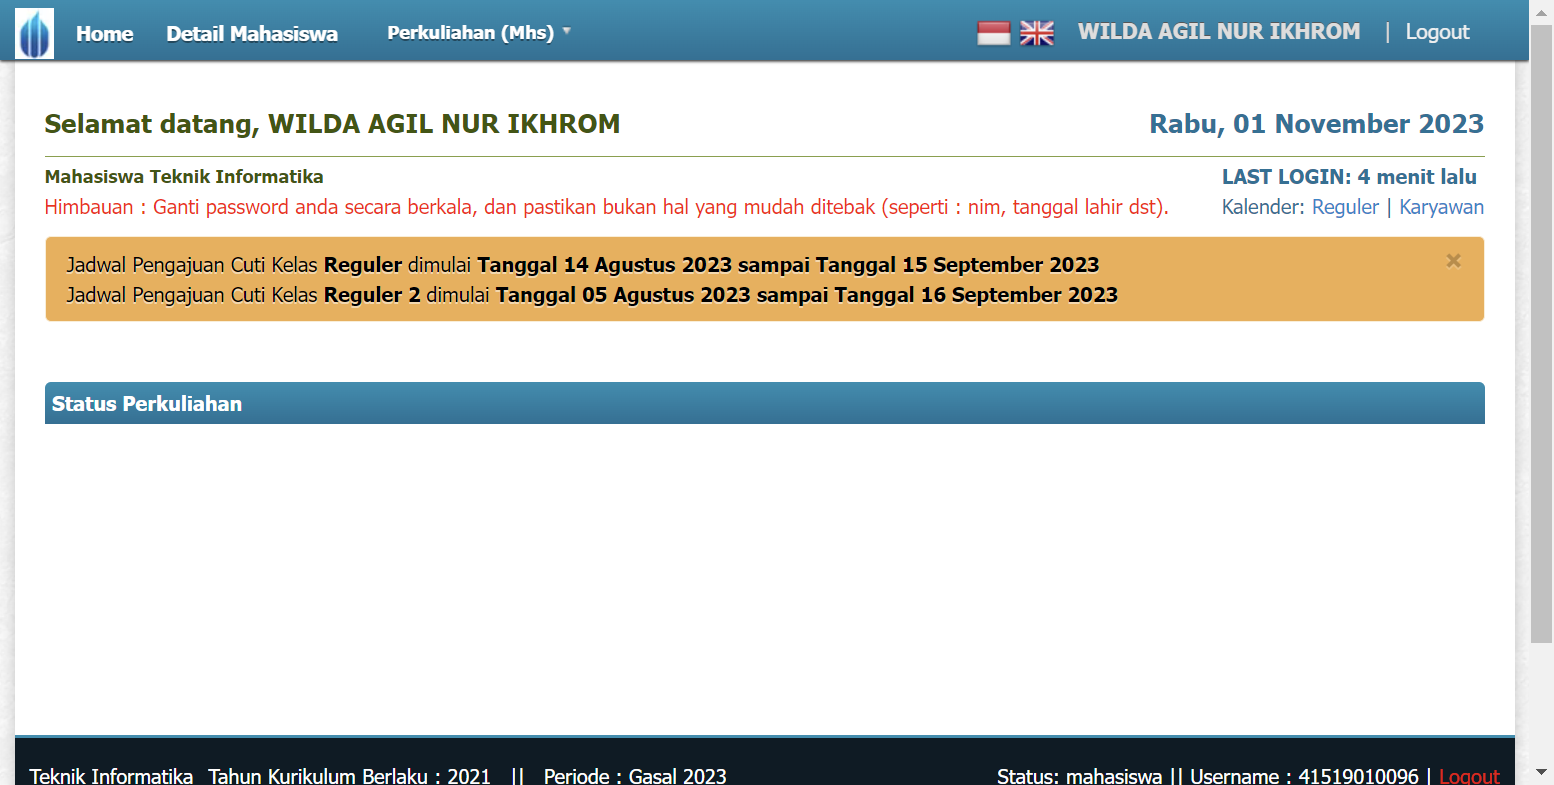 Home Detail Mahasiswa Perkuliahan (Mhs) WILDA AGIL NUR IKHROM | Logout
Selamat datang, WILDA AGIL NUR IKHROM Rabu, 01 November 2023
Mahasiswa Teknik Informatika LAST LOGIN: 4 menit lalu
Himbauan : Ganti password anda secara berkala, dan pastikan bukan hal yang mudah ditebak (seperti : nim, tanggal lahir dst). Kalender: Reguler | Karyawan
Jadwal Pengajuan Cuti Kelas Reguler dimulai Tanggal 14 Agustus 2023 sampai Tanggal 15 September 2023
Jadwal Pengajuan Cuti Kelas Reguler 2 dimulai Tanggal 05 Agustus 2023 sampai Tanggal 16 September 2023
Status Perkuliahan
Teknik Informatika Tahun Kurikulum Berlaku : 2021 || Periode : Gasal 2023 Status: mahasiswa || Username : 41519010096 | Logout